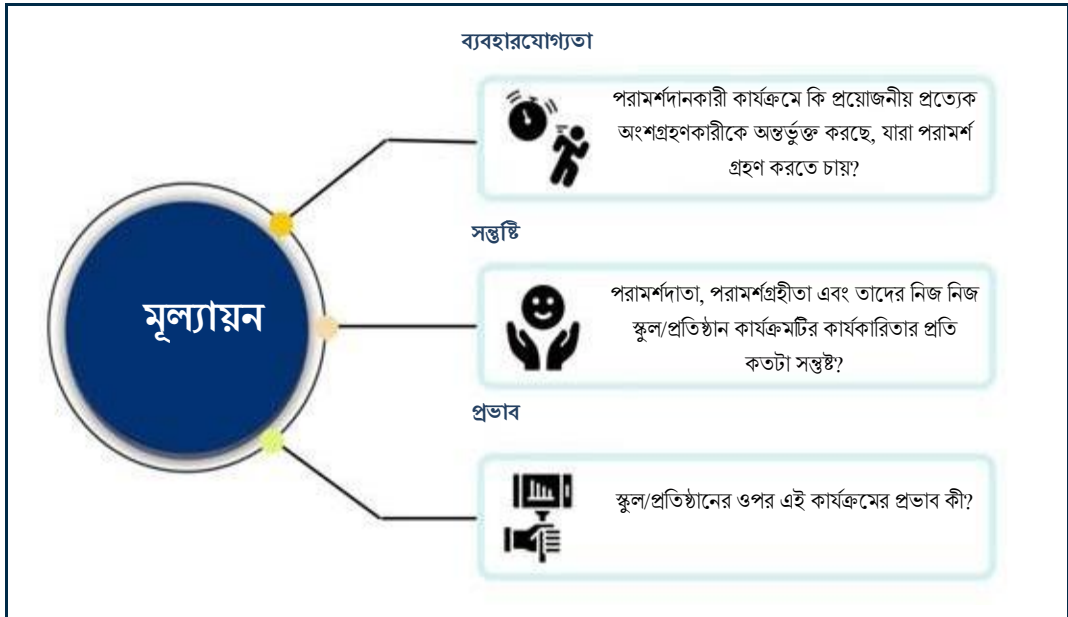 ব্যবহারযোগ্যতা
পরামর্শদানকারী কার্যক্রমে কি প্রয়োজনীয় প্রত্যেক
অংশগ্রহণকারীকে অন্তর্ভুক্ত করছে, যারা পরামর্শ
গ্রহণ করতে চায়?
সন্তুষ্টি
মূল্যায়ন
পরামর্শদাতা, পরামর্শগ্রহীতা এবং তাদের নিজ নিজ
স্কুল/প্রতিষ্ঠান কার্যক্রমটির কার্যকারিতার প্রতি
কতটা সন্তুষ্ট?
প্রভাব
স্কুল/প্রতিষ্ঠানের ওপর এই কার্যক্রমের প্রভাব কী?